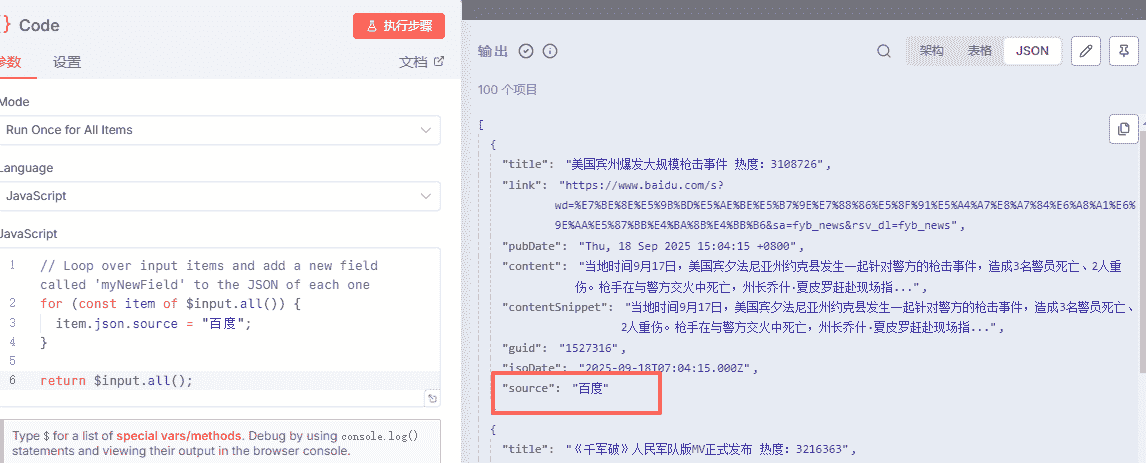 {} Code
执行步骤
参数
设置
文档
Mode
Run Once for All Items
Language
JavaScript
JavaScript
1 // Loop over input items and add a new field
called 'myNewField' to the JSON of each one
2 for (const item of $input.all()) {
3 item.json.source = "百度";
4 }
5
6 return $input.all();
Type $ for a list of special vars/methods. Debug by using console.log()
statements and viewing their output in the browser console.
输出
架构
表格
JSON
100 个项目
[
{
"title": "美国宾州爆发大规模枪击事件 热度: 3108726",
"link": "https://www.baidu.com/s?
wd=%E7%BE%8E%E5%9B%BD%E5%AE%BE%E5%B7%9E%E7%88%86%E5%8F%91%E5%A4%A7%E8%A7%84%E6%A8%A1%E6%
9E%AA%E5%87%BB%E4%BA%8B%E4%BB%B6&sa=fyb_news&rsv_dl=fyb_news",
"pubDate": "Thu, 18 Sep 2025 15:04:15 +0800",
"content": "当地时间9月17日，美国宾夕法尼亚州约克县发生一起针对警方的枪击事件，造成3名警员死亡、2人重
伤。枪手在与警方交火中死亡，州长乔什·夏皮罗赶赴现场指...",
"contentSnippet": "当地时间9月17日，美国宾夕法尼亚州约克县发生一起针对警方的枪击事件，造成3名警员死亡、
2人重伤。枪手在与警方交火中死亡，州长乔什·夏皮罗赶赴现场指...",
"guid": "1527316",
"isoDate": "2025-09-18T07:04:15.000Z",
"source": "百度"
{
"title": "《千军破》人民军队版MV正式发布 热度: 3216363",